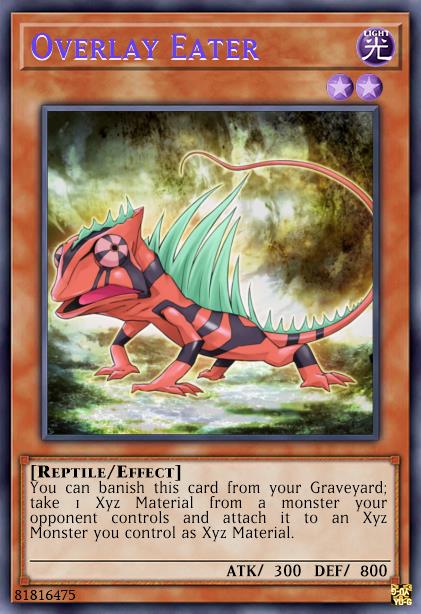 OVERLAY EATER
LIGHT
光
[REPTILE/EFFECT]
You can banish this card from your Graveyard;
take 1 Xyz Material from a monster your
opponent controls and attach it to an Xyz
Monster you control as Xyz Material.
ATK/ 300 DEF/ 800
81816475